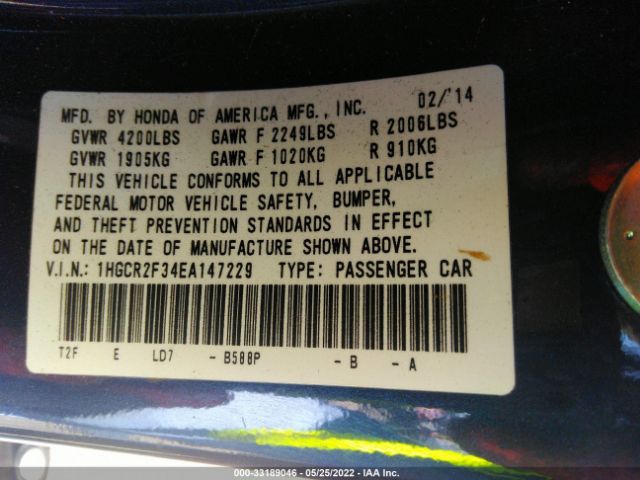 MFD. BY HONDA OF AMERICA MFG., INC. 02/'14
GVWR 4200LBS GAWR F 2249LBS R 2006LBS
GVWR 1905KG GAWR F 1020KG R 910KG
THIS VEHICLE CONFORMS TO ALL APPLICABLE
FEDERAL MOTOR VEHICLE SAFETY, BUMPER,
AND THEFT PREVENTION STANDARDS IN EFFECT
ON THE DATE OF MANUFACTURE SHOWN ABOVE.
V.I.N.: 1HGCR2F34EA147229 TYPE: PASSENGER CAR
T2F E LD7 - B588P - B - A
000-33189046 - 05/25/2022 - IAA Inc.